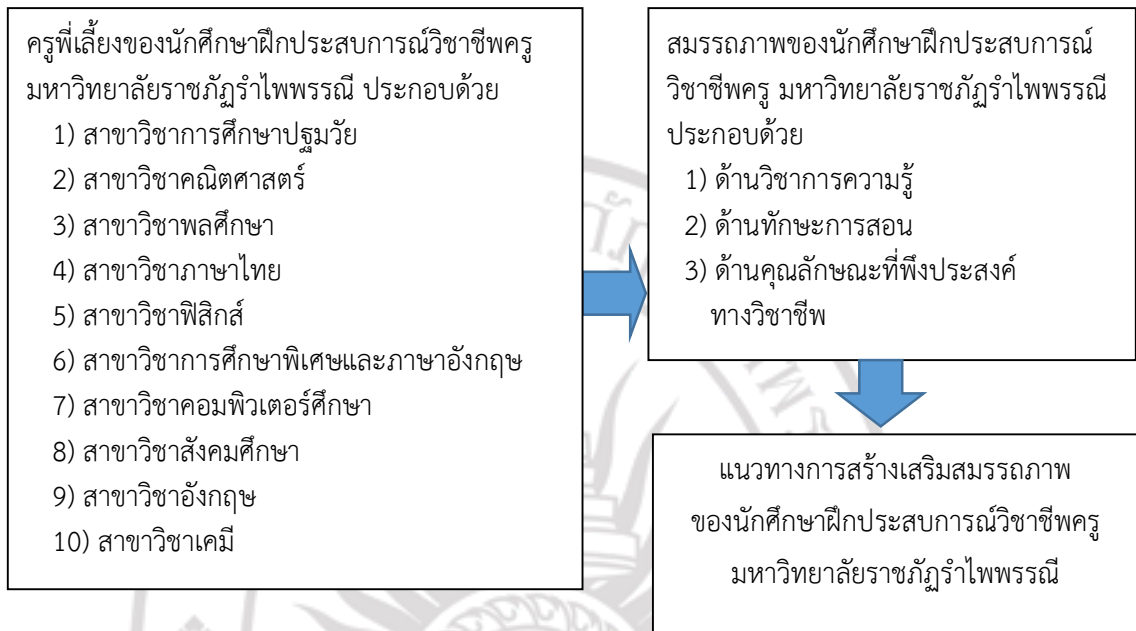 ครูพี่เลี้ยงของนักศึกษาฝึกประสบการณ์วิชาชีพครู
มหาวิทยาลัยราชภัฏรำไพพรรณี ประกอบด้วย
1) สาขาวิชาการศึกษาปฐมวัย
2) สาขาวิชาคณิตศาสตร์
3) สาขาวิชาพลศึกษา
4) สาขาวิชาภาษาไทย
5) สาขาวิชาฟิสิกส์
6) สาขาวิชาการศึกษาพิเศษและภาษาอังกฤษ
7) สาขาวิชาคอมพิวเตอร์ศึกษา
8) สาขาวิชาสังคมศึกษา
9) สาขาวิชาอังกฤษ
10) สาขาวิชาเคมี
สมรรถภาพของนักศึกษาฝึกประสบการณ์
วิชาชีพครู มหาวิทยาลัยราชภัฏรำไพพรรณี
ประกอบด้วย
1) ด้านวิชาการความรู้
2) ด้านทักษะการสอน
3) ด้านคุณลักษณะที่พึงประสงค์
ทางวิชาชีพ
แนวทางการสร้างเสริมสมรรถภาพ
ของนักศึกษาฝึกประสบการณ์วิชาชีพครู
มหาวิทยาลัยราชภัฏรำไพพรรณี